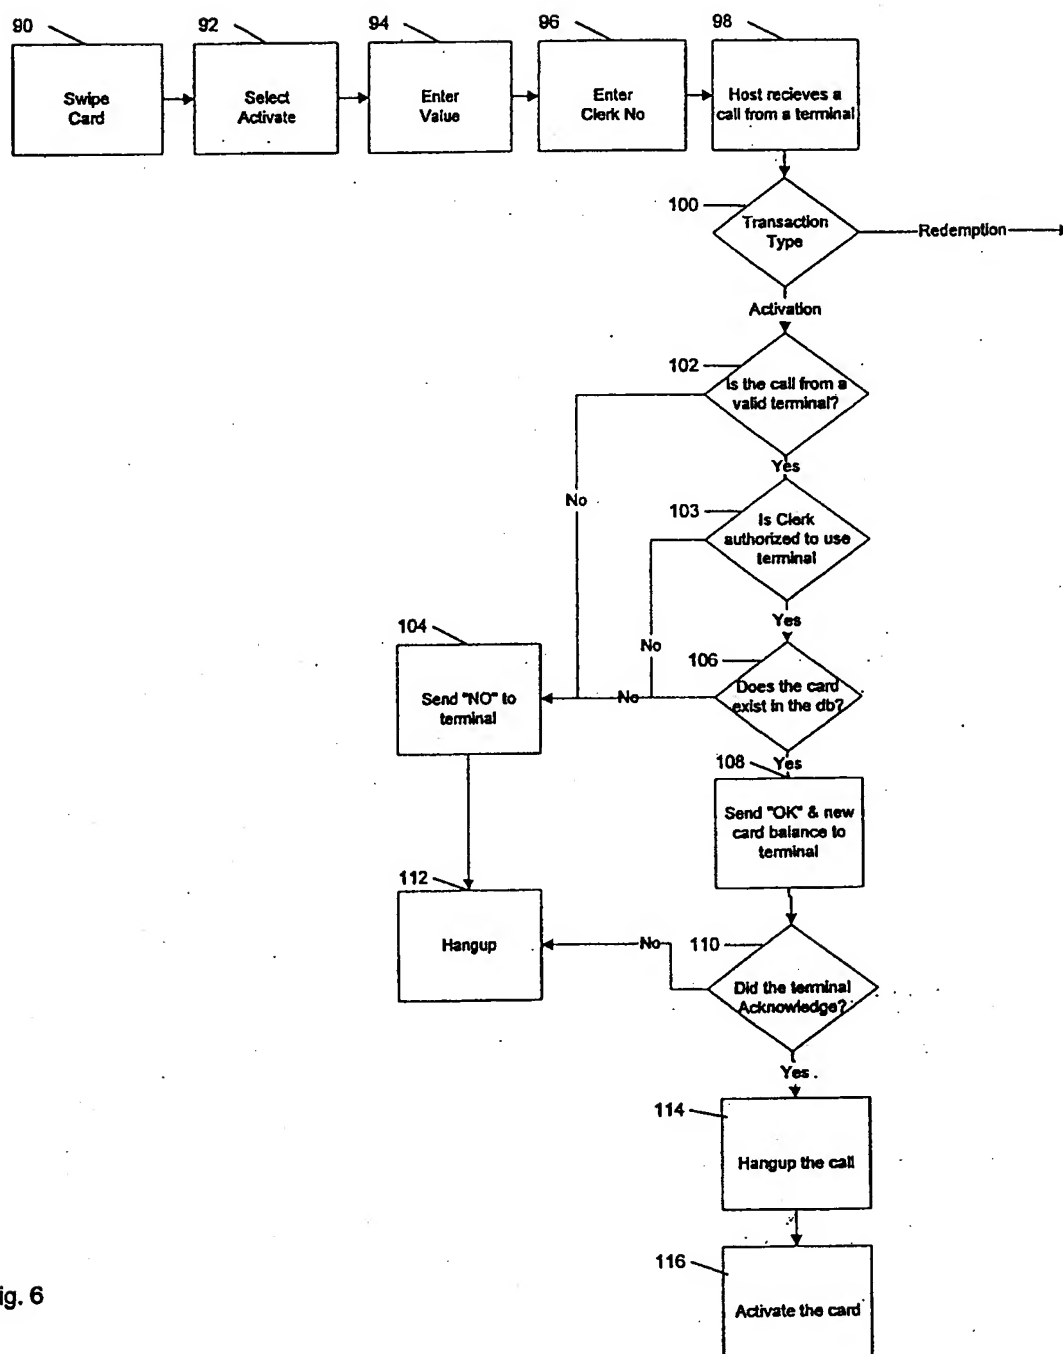 90
92
94
96
98
Swipe
Card
Select
Activate
Enter
Value
Enter
Clerk No
Host recieves a
call from a terminal
100
Transaction
Type
Redemption
Activation
102
Is the call from a
valid terminal?
Yes
No
103
Is Clerk
authorized to use
terminal
Yes
No
104
Send "NO" to
terminal
106
Does the card
exist in the db?
No
Yes
108
Send "OK" & new
card balance to
terminal
112
Hangup
110
Did the terminal
Acknowledge?
No
Yes
114
Hangup the call
116
Activate the card
ig. 6